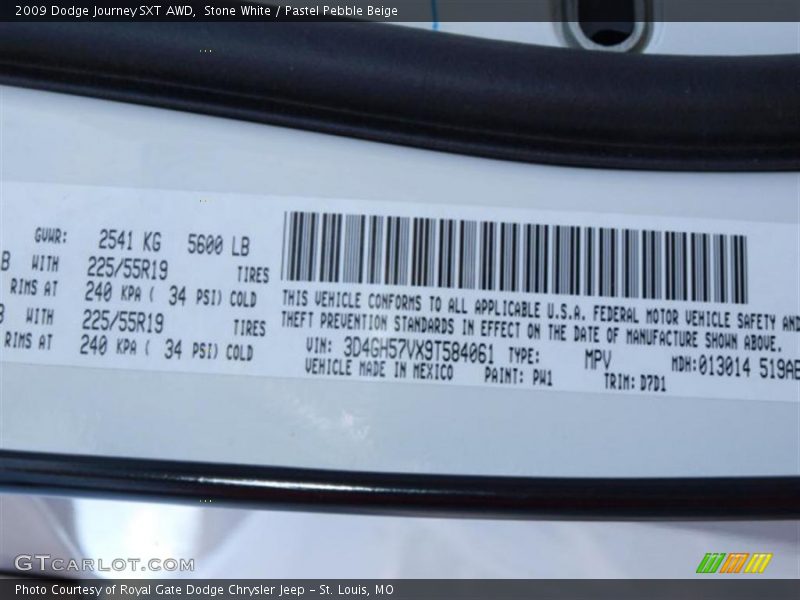 2009 Dodge Journey SXT AWD, Stone White / Pastel Pebble Beige
GVWR: 2541 KG 5600 LB
B WITH 225/55R19 TIRES
RIMS AT 240 KPA ( 34 PSI) COLD
B WITH 225/55R19 TIRES
RIMS AT 240 KPA ( 34 PSI) COLD
THIS VEHICLE CONFORMS TO ALL APPLICABLE U.S.A. FEDERAL MOTOR VEHICLE SAFETY AND
THEFT PREVENTION STANDARDS IN EFFECT ON THE DATE OF MANUFACTURE SHOWN ABOVE.
VIN: 3D4GH57VX9T584061 TYPE: MPV MDH:013014 519AB
VEHICLE MADE IN MEXICO PAINT: PW1 TRIM: D7D1
GTCARLOT.COM
Photo Courtesy of Royal Gate Dodge Chrysler Jeep - St. Louis, MO